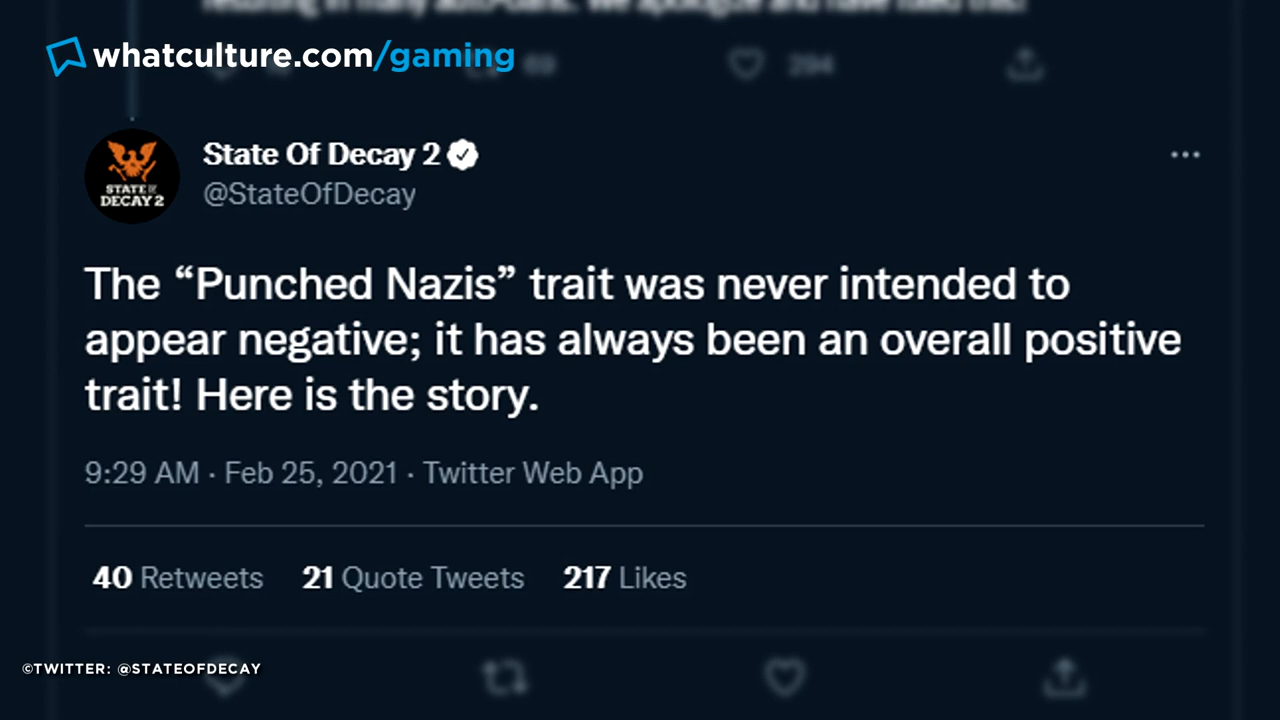 whatculture.com/gaming
69
294
State Of Decay 2
@StateOfDecay
STATE OF
DECAY 2
The “Punched Nazis” trait was never intended to
appear negative; it has always been an overall positive
trait! Here is the story.
9:29 AM · Feb 25, 2021 · Twitter Web App
40 Retweets 21 Quote Tweets 217 Likes
©TWITTER: @STATEOFDECAY